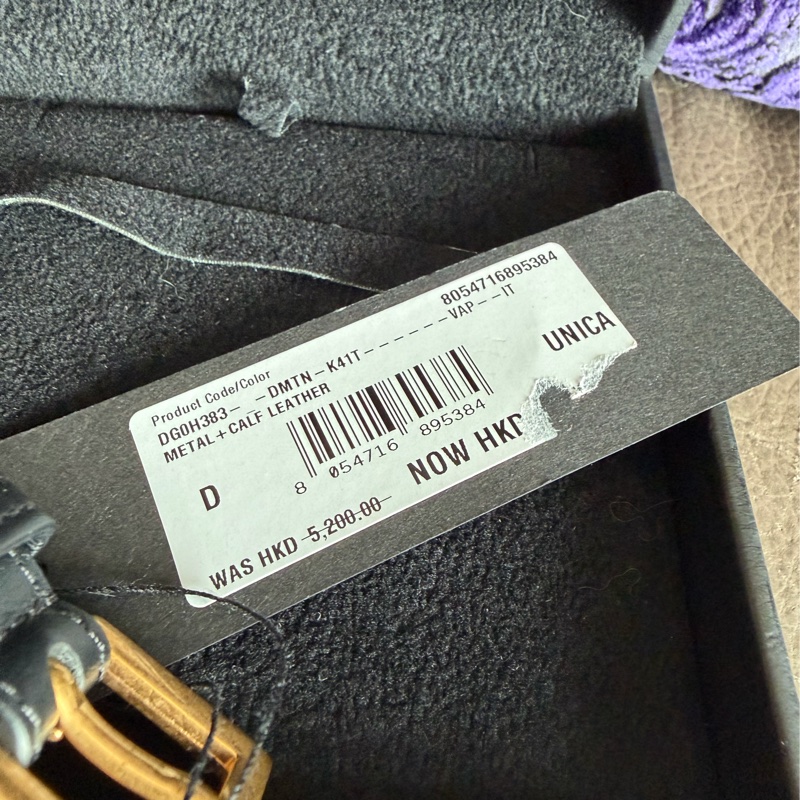 8054716895384
Product Code/Color
DG0H383- _ -DMTN-K41T------VAP--IT
METAL+CALF LEATHER
UNICA
D
8 054716 895384
WAS HKD 5,200.00
NOW HKD